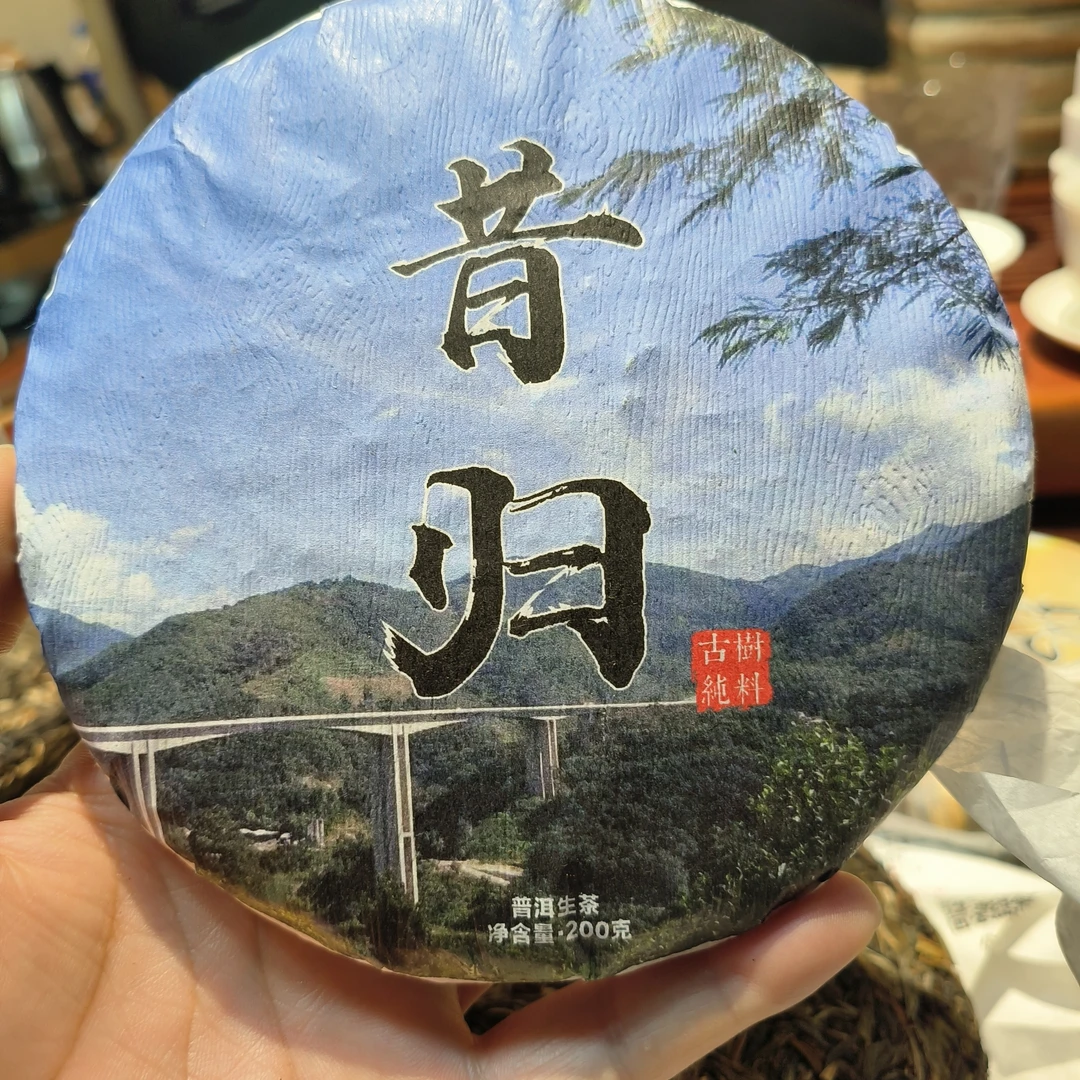 昔归
古樹
純料
普洱生茶
净含量·200克